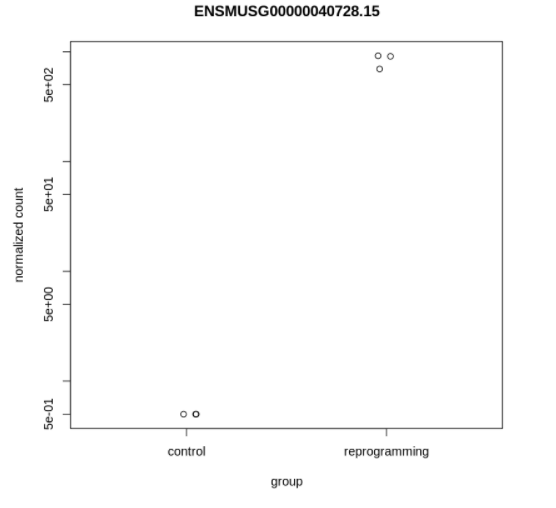 ENSMUSG00000040728.15
normalized count
5e+02
5e+01
5e+00
5e-01
control
reprogramming
group